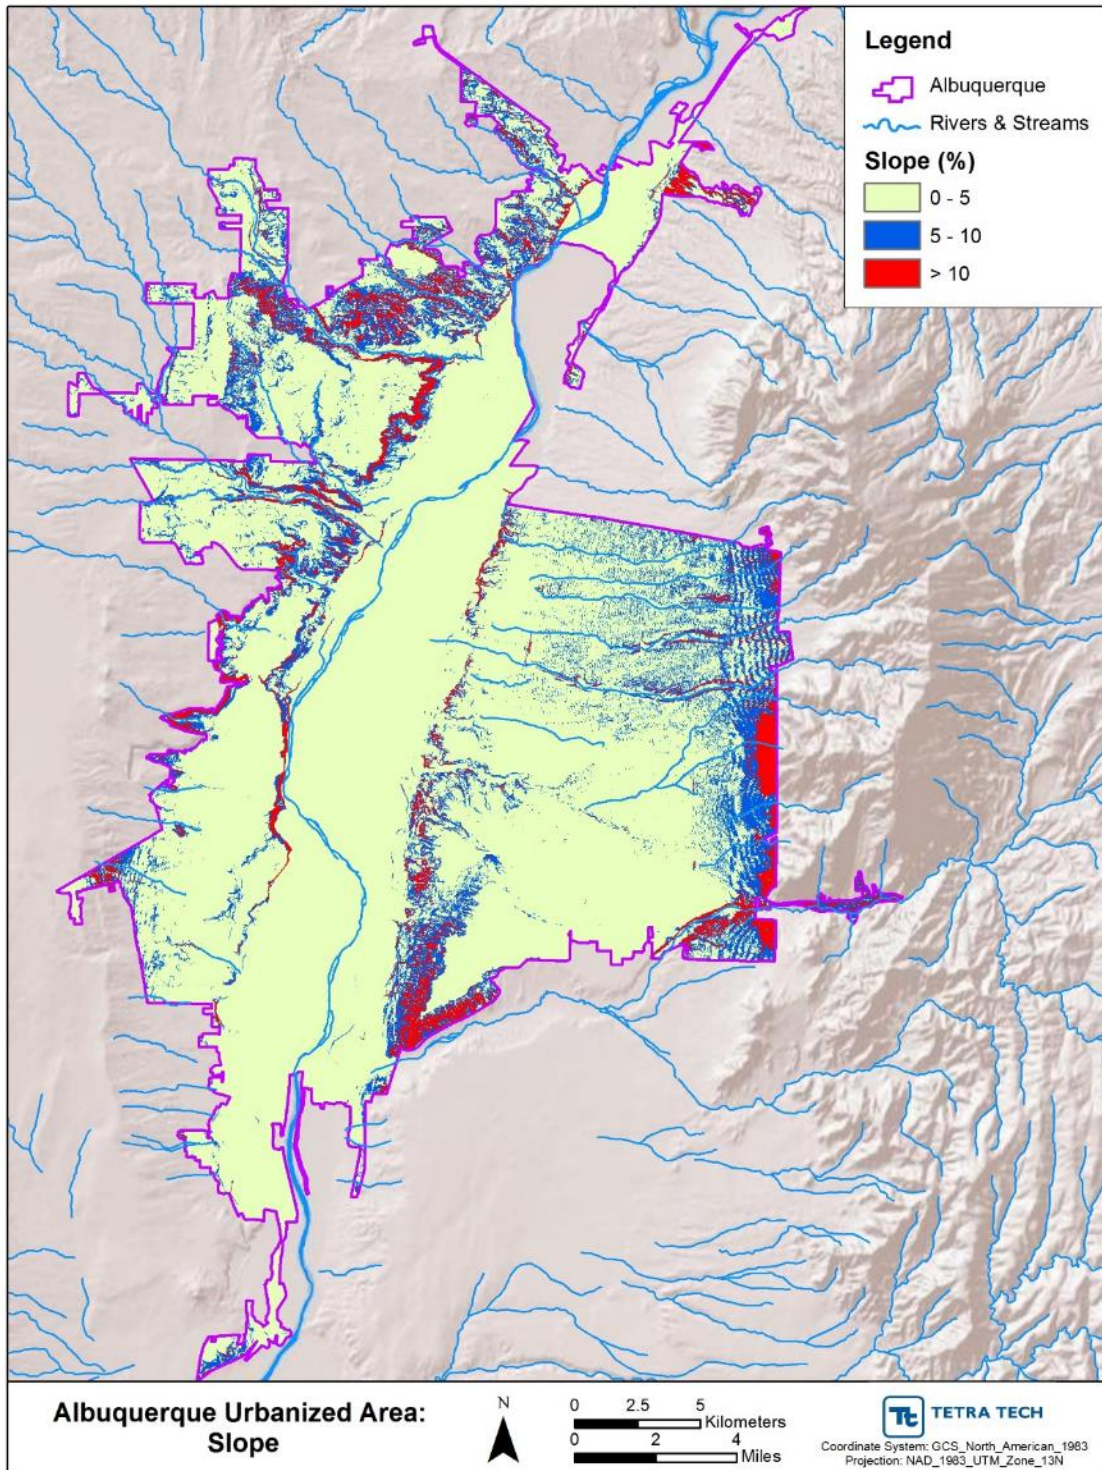 Legend
Albuquerque
Rivers & Streams
Slope (%)
0 - 5
5 - 10
> 10
Albuquerque Urbanized Area:
Slope
N
0 2.5 5
Kilometers
0 2 4
Miles
Tt TETRA TECH
Coordinate System: GCS_North_American_1983
Projection: NAD_1983_UTM_Zone_13N